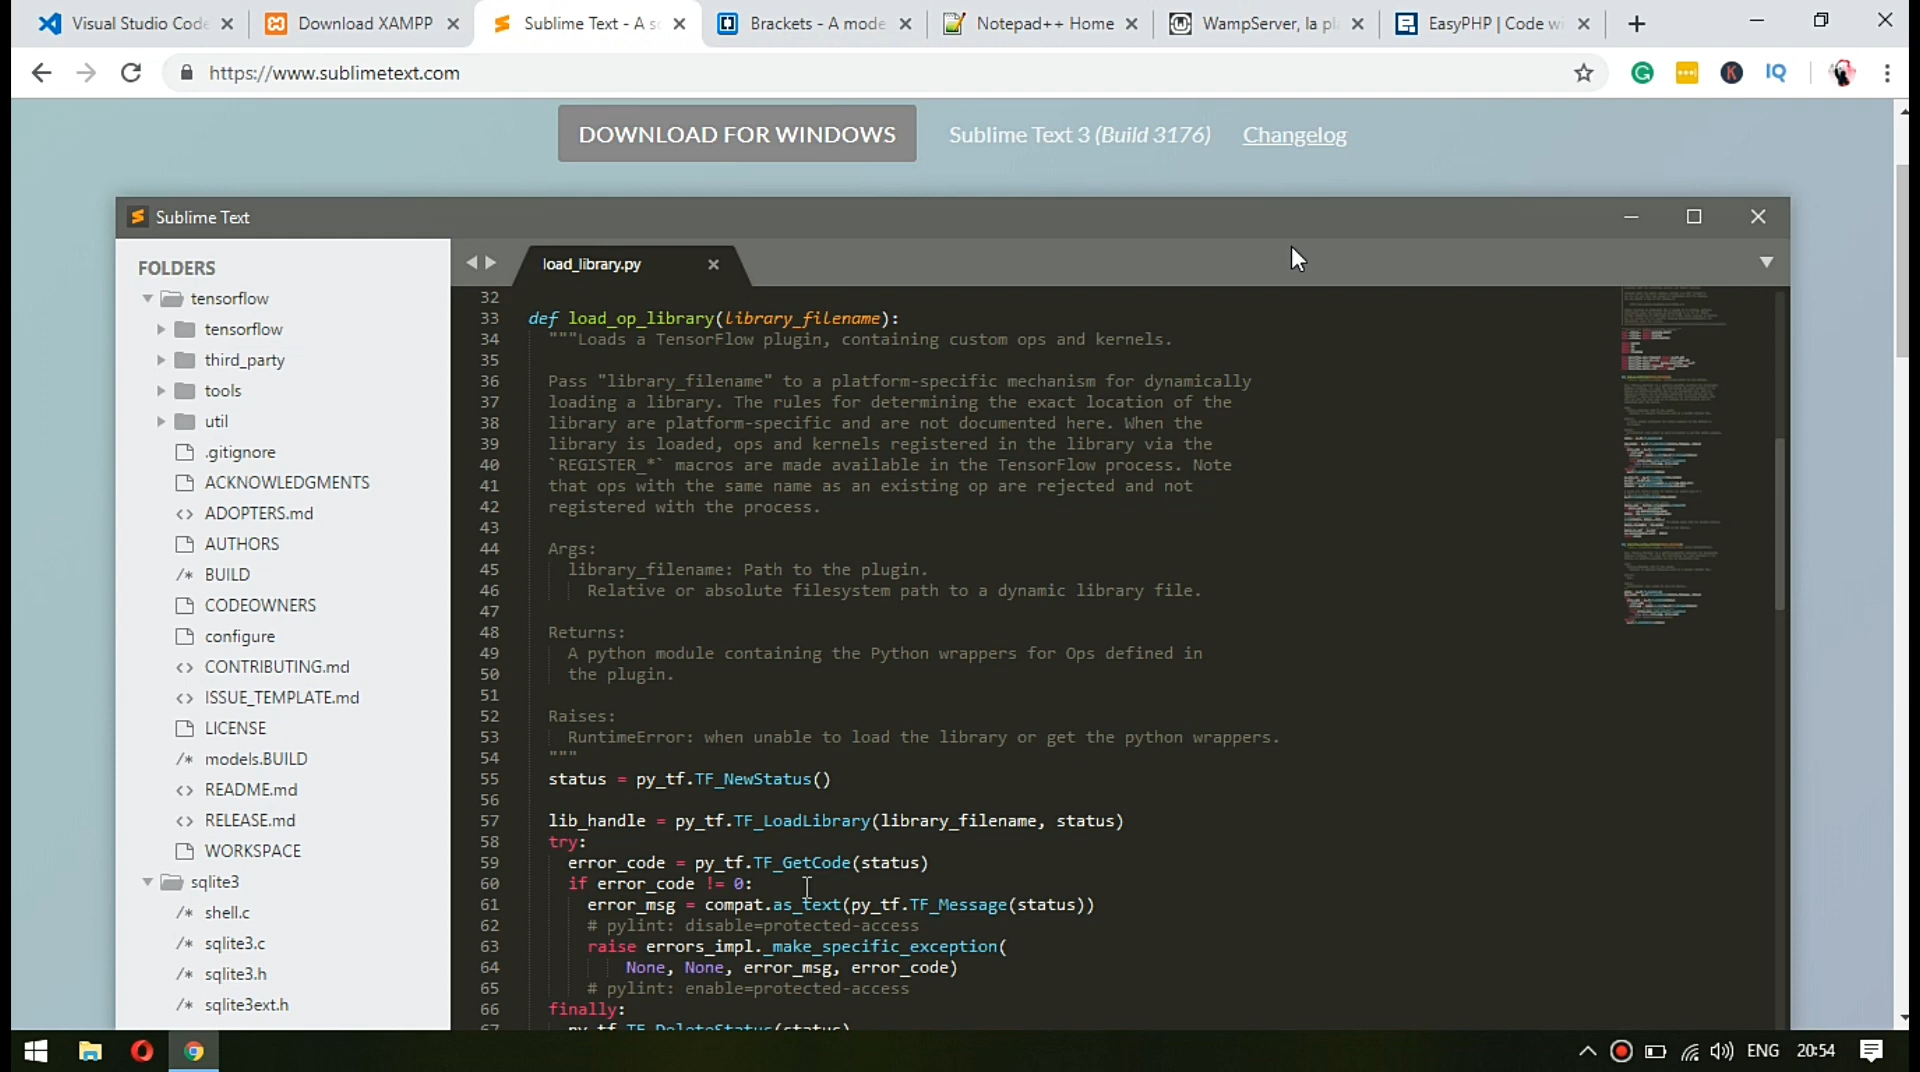 Visual Studio Code
Download XAMPP
Sublime Text - A so
Brackets - A mode
Notepad++ Home
WampServer, la pl
EasyPHP | Code wi
https://www.sublimetext.com
DOWNLOAD FOR WINDOWS
Sublime Text 3 (Build 3176)
Changelog
Sublime Text
FOLDERS
tensorflow
tensorflow
third_party
tools
util
.gitignore
ACKNOWLEDGMENTS
<> ADOPTERS.md
AUTHORS
/* BUILD
CODEOWNERS
configure
<> CONTRIBUTING.md
<> ISSUE_TEMPLATE.md
LICENSE
/* models.BUILD
<> README.md
<> RELEASE.md
WORKSPACE
sqlite3
/* shell.c
/* sqlite3.c
/* sqlite3.h
/* sqlite3ext.h
load_library.py
32
33 def load_op_library(library_filename):
34 """Loads a TensorFlow plugin, containing custom ops and kernels.
35
36 Pass "library_filename" to a platform-specific mechanism for dynamically
37 loading a library. The rules for determining the exact location of the
38 library are platform-specific and are not documented here. When the
39 library is loaded, ops and kernels registered in the library via the
40 `REGISTER_*` macros are made available in the TensorFlow process. Note
41 that ops with the same name as an existing op are rejected and not
42 registered with the process.
43
44 Args:
45 library_filename: Path to the plugin.
46 Relative or absolute filesystem path to a dynamic library file.
47
48 Returns:
49 A python module containing the Python wrappers for Ops defined in
50 the plugin.
51
52 Raises:
53 RuntimeError: when unable to load the library or get the python wrappers.
54 """
55 status = py_tf.TF_NewStatus()
56
57 lib_handle = py_tf.TF_LoadLibrary(library_filename, status)
58 try:
59 error_code = py_tf.TF_GetCode(status)
60 if error_code != 0:
61 error_msg = compat.as_text(py_tf.TF_Message(status))
62 # pylint: disable=protected-access
63 raise errors_impl._make_specific_exception(
64 None, None, error_msg, error_code)
65 # pylint: enable=protected-access
66 finally:
67 py_tf.TF_DeleteStatus(status)
ENG 20:54